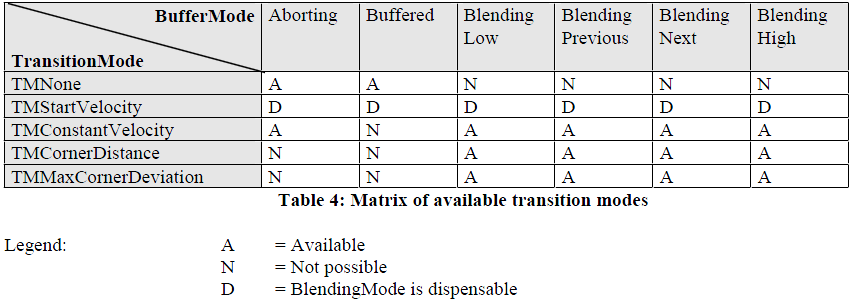 BufferMode Aborting Buffered Blending Low Blending Previous Blending Next Blending High
TransitionMode
TMNone A A N N N N
TMStartVelocity D D D D D D
TMConstantVelocity A N A A A A
TMCornerDistance N N A A A A
TMMaxCornerDeviation N N A A A A
Table 4: Matrix of available transition modes
Legend: A = Available
N = Not possible
D = BlendingMode is dispensable